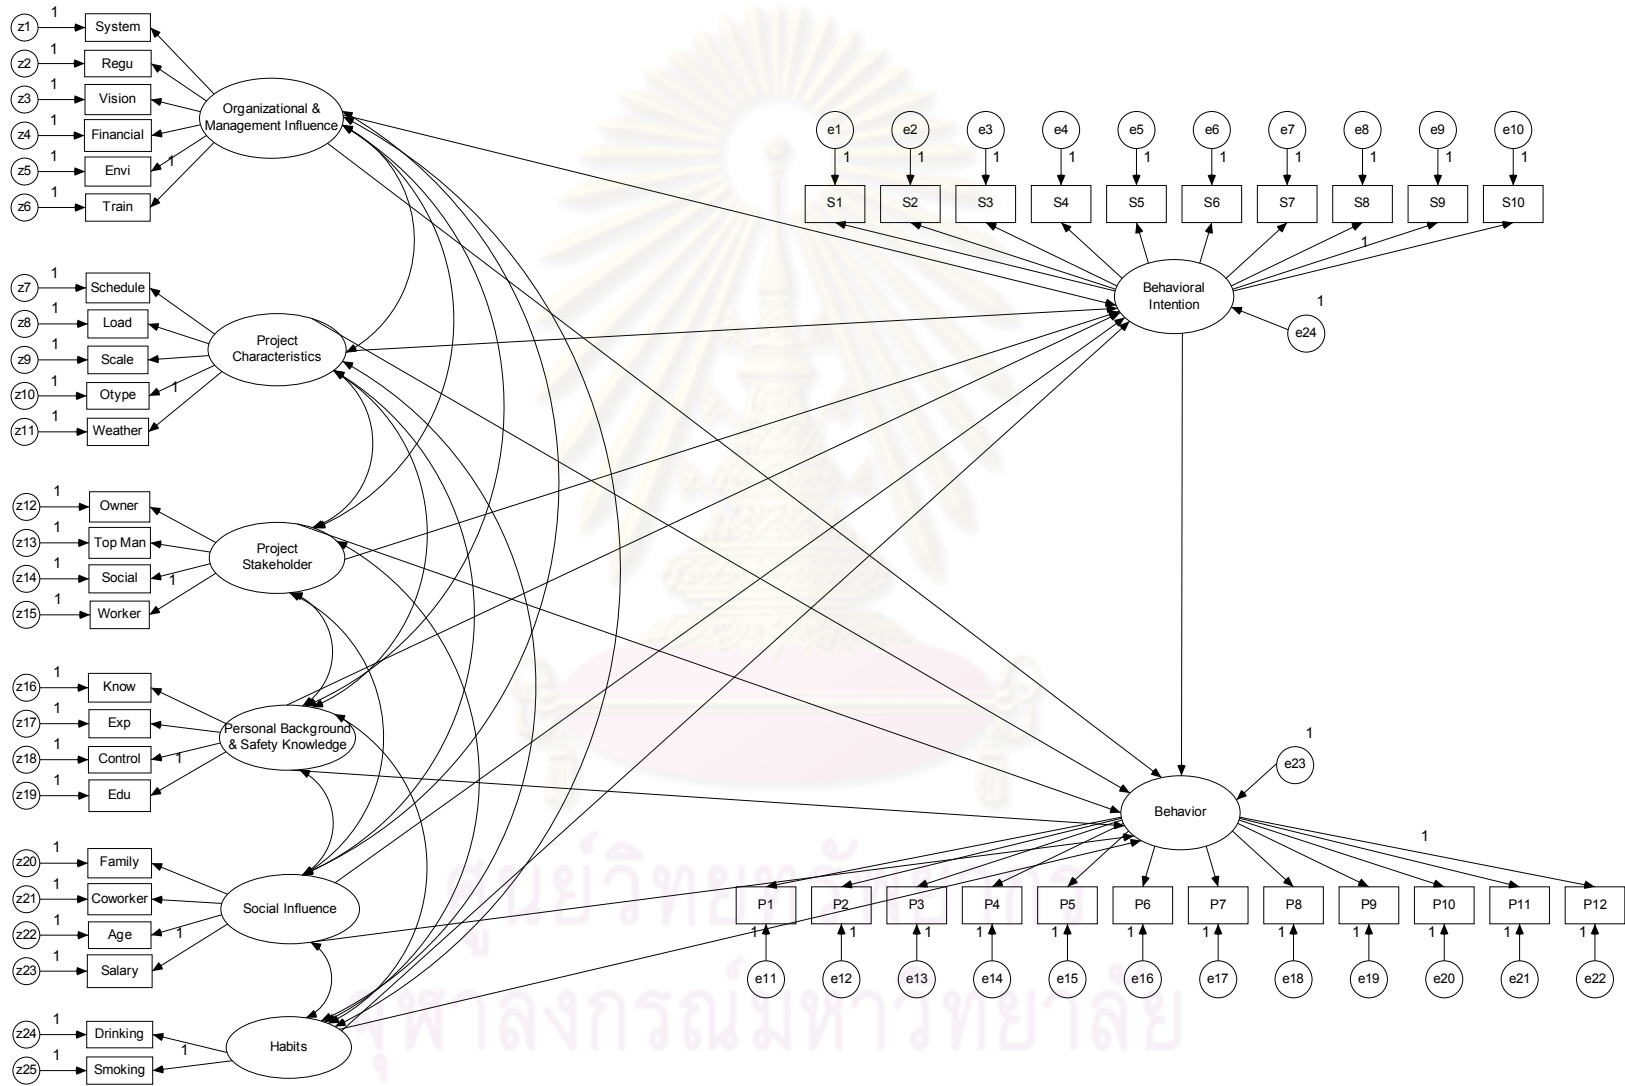 z1
1
System
z2
1
Regu
z3
1
Vision
z4
1
Financial
z5
1
Envi
1
z6
1
Train
Organizational &
Management Influence
z7
1
Schedule
z8
1
Load
z9
1
Scale
z10
1
Otype
1
z11
1
Weather
Project
Characteristics
z12
1
Owner
z13
1
Top Man
z14
1
Social
1
z15
1
Worker
Project
Stakeholder
z16
1
Know
z17
1
Exp
z18
1
Control
1
z19
1
Edu
Personal Background
& Safety Knowledge
z20
1
Family
z21
1
Coworker
z22
1
Age
1
z23
1
Salary
Social Influence
z24
1
Drinking
1
z25
1
Smoking
Habits
e1 e2 e3 e4 e5 e6 e7 e8 e9 e10
1 1 1 1 1 1 1 1 1 1
S1 S2 S3 S4 S5 S6 S7 S8 S9 S10
1
Behavioral
Intention
1
e24
1
e23
Behavior
1
P1 P2 P3 P4 P5 P6 P7 P8 P9 P10 P11 P12
1 1 1 1 1 1 1 1 1 1 1 1
e11 e12 e13 e14 e15 e16 e17 e18 e19 e20 e21 e22
ศูนย์วิทยทรัพยากร
จุฬาลงกรณ์มหาวิทยาลัย